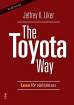 Jeffrey K. Liker
The
Toyota
Way
Lean för världsklass